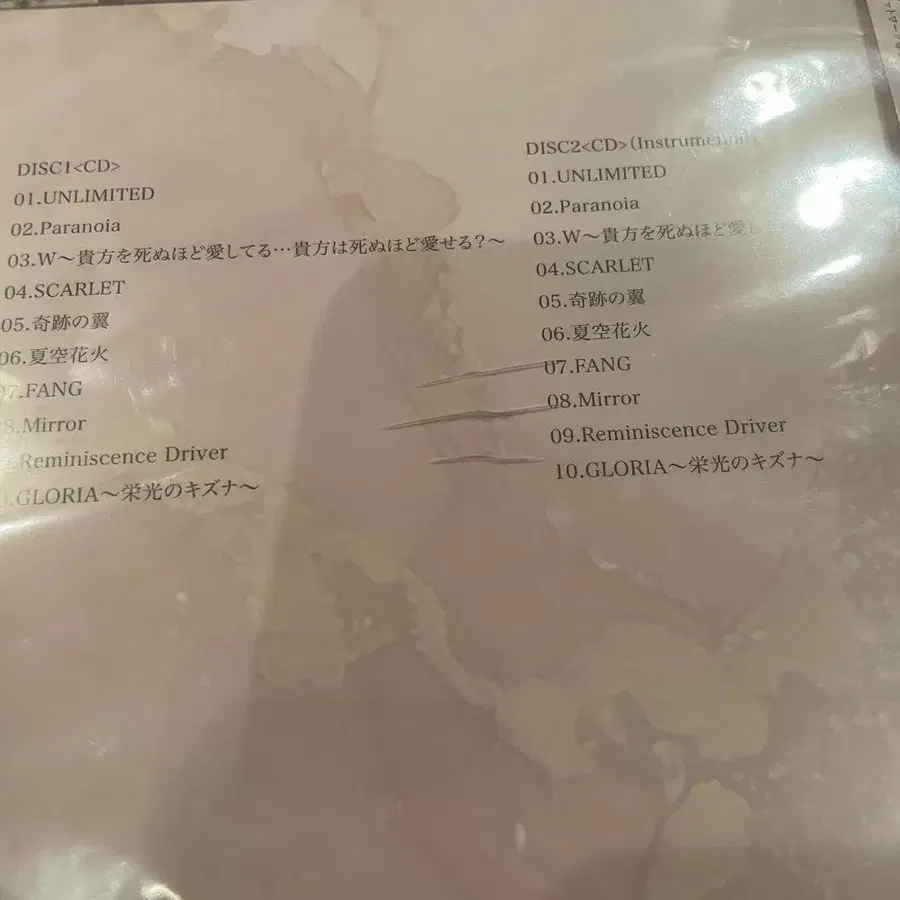 DISC1<CD>
01.UNLIMITED
02.Paranoia
03.W～貴方を死ぬほど愛してる…貴方は死ぬほど愛せる？～
04.SCARLET
05.奇跡の翼
06.夏空花火
07.FANG
8.Mirror
.Reminiscence Driver
.GLORIA～栄光のキズナ～
DISC2<CD>(Instrumental
01.UNLIMITED
02.Paranoia
03.W～貴方を死ぬほど愛し
04.SCARLET
05.奇跡の翼
06.夏空花火
07.FANG
08.Mirror
09.Reminiscence Driver
10.GLORIA～栄光のキズナ～